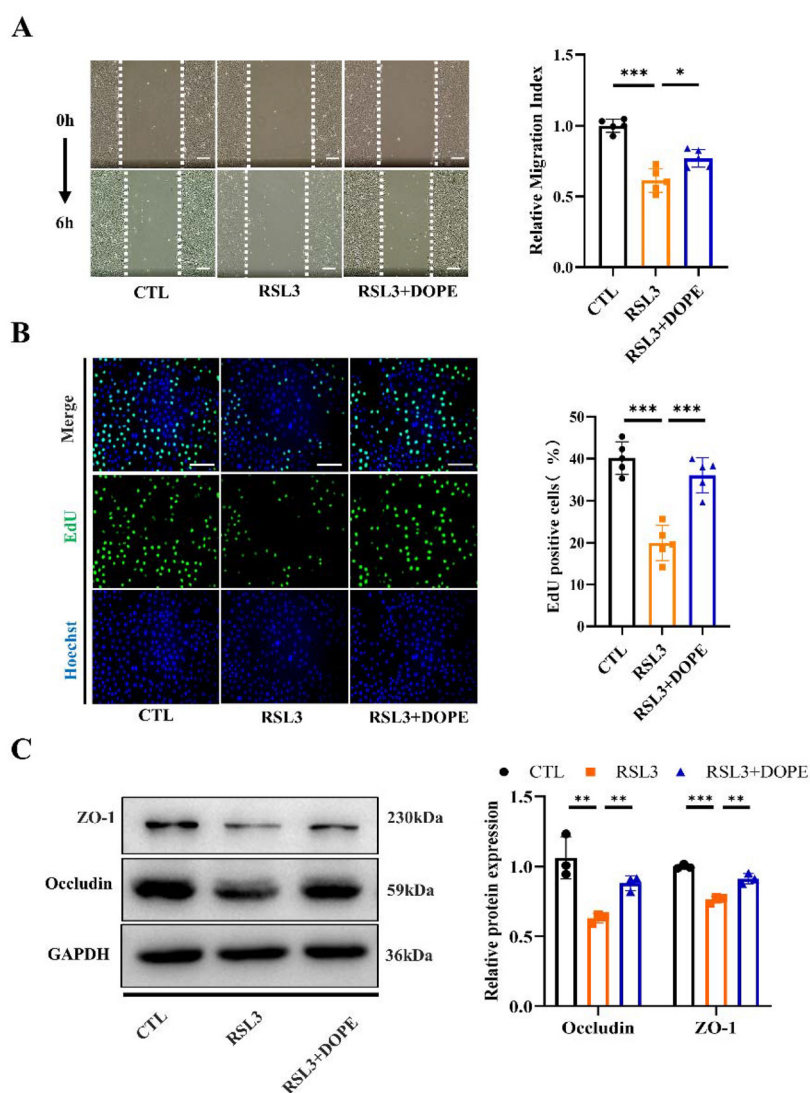 A
0h
6h
CTL
RSL3
RSL3+DOPE
Relative Migration Index
1.5
1.0
0.5
0.0
***
*
CTL
RSL3
RSL3+DOPE
B
Merge
EdU
Hoechst
CTL
RSL3
RSL3+DOPE
EdU positive cells( %)
50
40
30
20
10
0
***
***
CTL
RSL3
RSL3+DOPE
C
ZO-1
230kDa
Occludin
59kDa
GAPDH
36kDa
CTL
RSL3
RSL3+DOPE
CTL
RSL3
RSL3+DOPE
Relative protein expression
1.5
1.0
0.5
0.0
**
**
***
**
Occludin
ZO-1